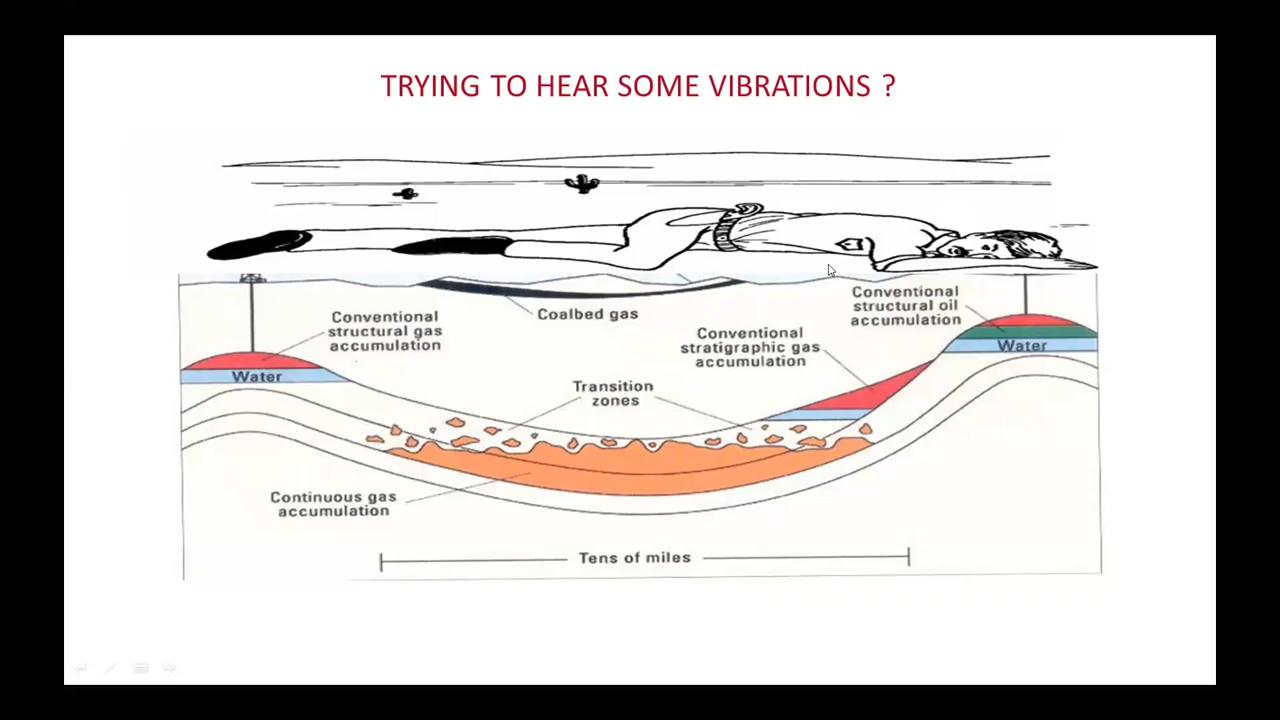 TRYING TO HEAR SOME VIBRATIONS ?
Coalbed gas
Conventional
structural gas
accumulation
Conventional
stratigraphic gas
accumulation
Conventional
structural oil
accumulation
Water
Water
Transition
zones
Continuous gas
accumulation
Tens of miles